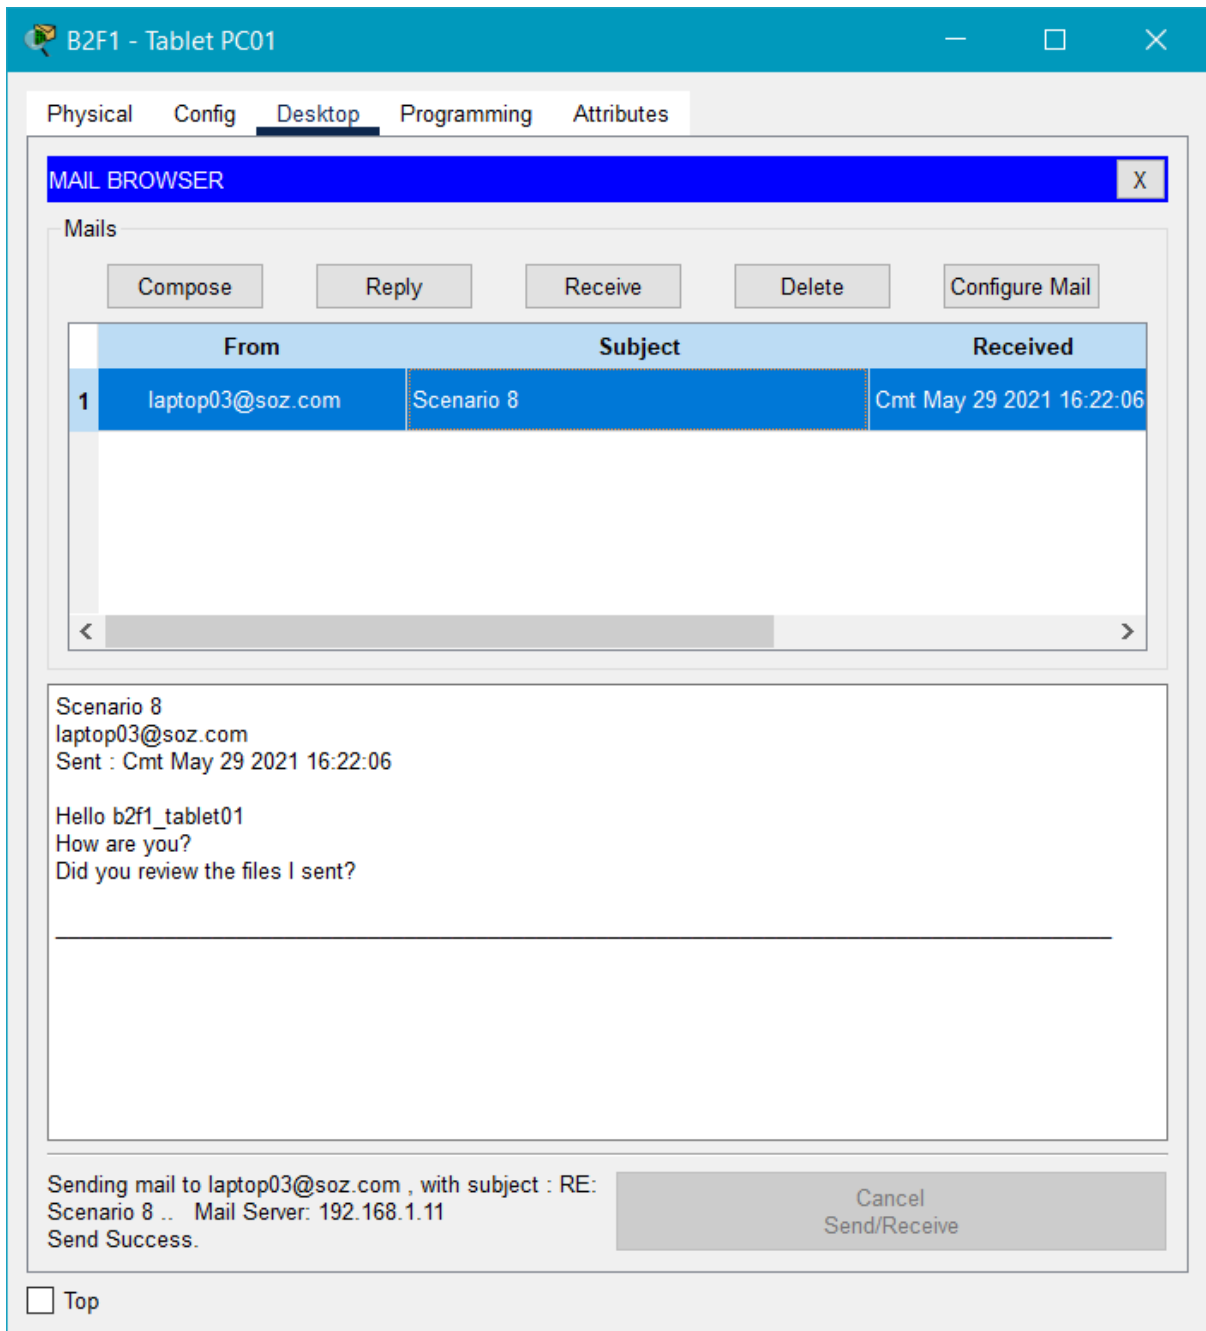 B2F1 - Tablet PC01
Physical Config Desktop Programming Attributes
MAIL BROWSER X
Mails
Compose Reply Receive Delete Configure Mail
From Subject Received
1 laptop03@soz.com Scenario 8 Cmt May 29 2021 16:22:06
Scenario 8
laptop03@soz.com
Sent : Cmt May 29 2021 16:22:06
Hello b2f1_tablet01
How are you?
Did you review the files I sent?
Sending mail to laptop03@soz.com , with subject : RE:
Scenario 8 .. Mail Server: 192.168.1.11
Send Success.
Cancel
Send/Receive
Top